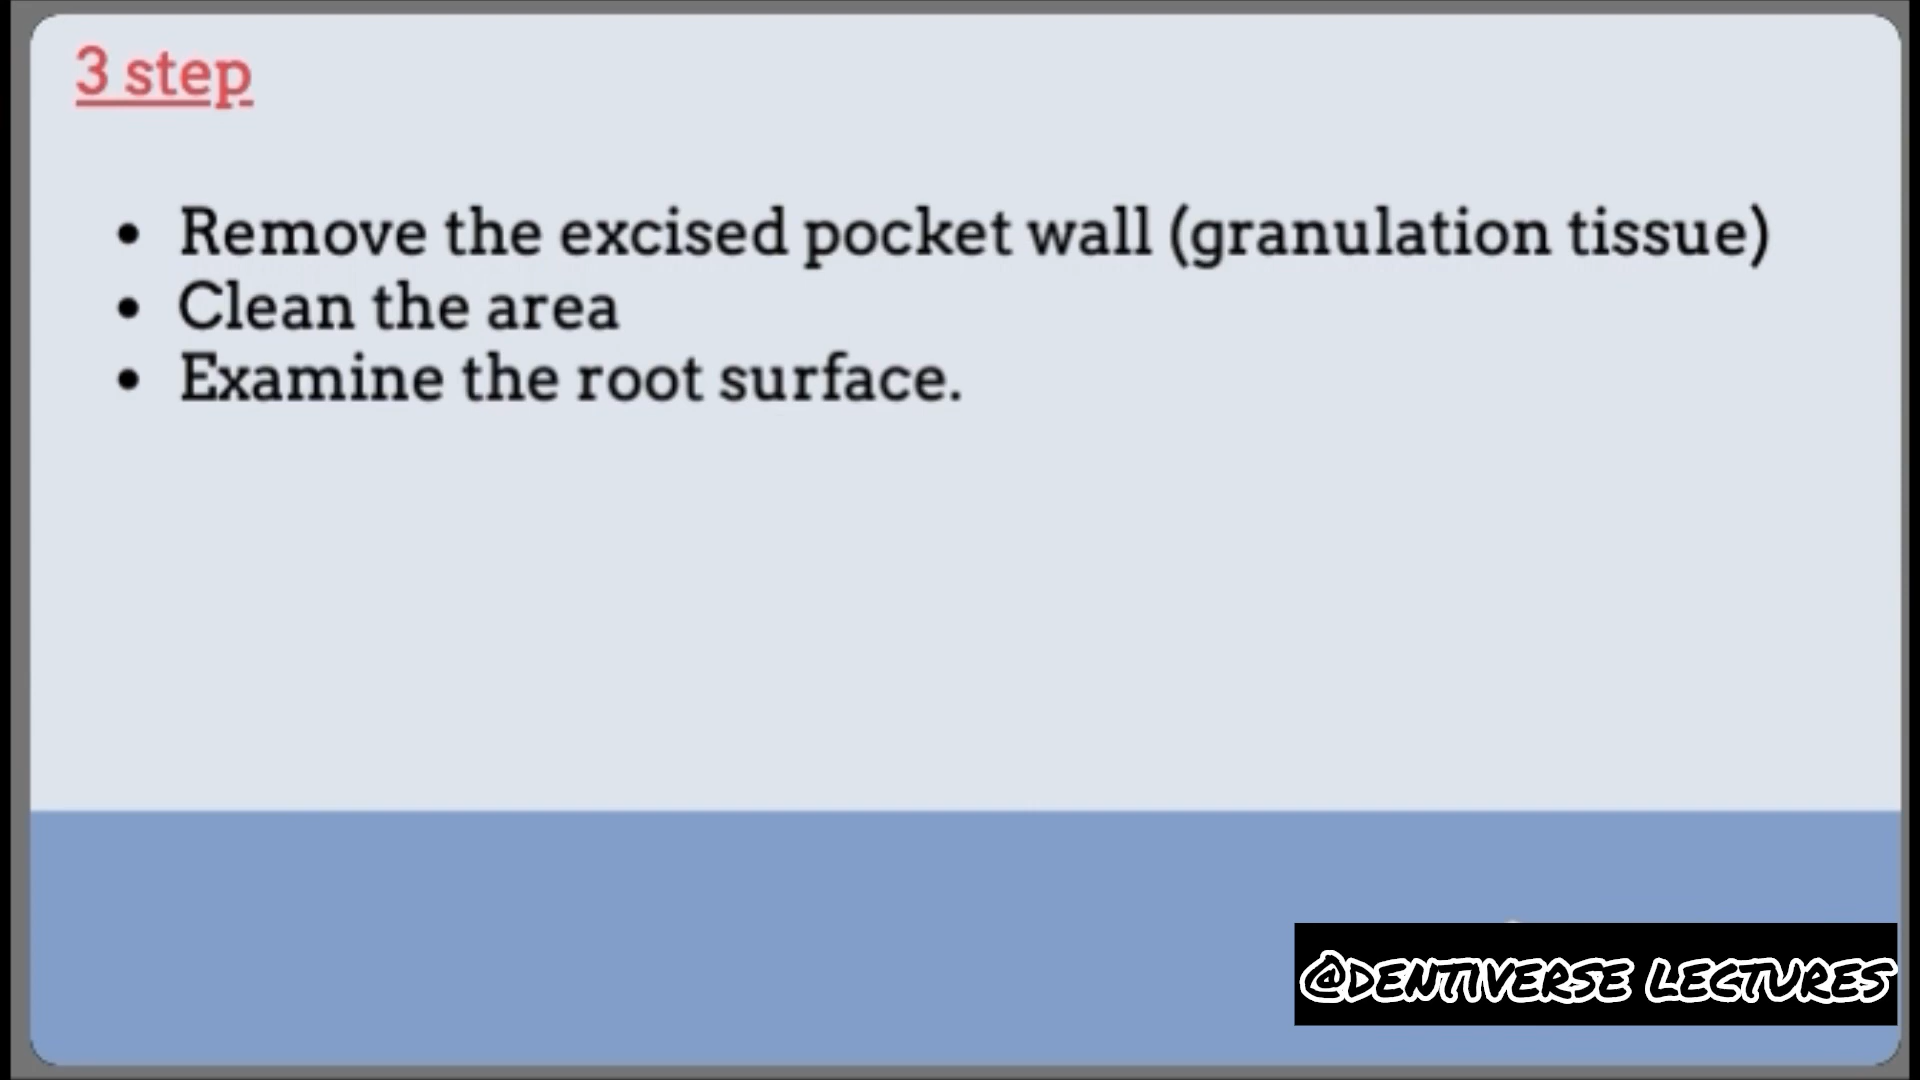 3 step
• Remove the excised pocket wall (granulation tissue)
• Clean the area
• Examine the root surface.
@DENTIVERSE LECTURES